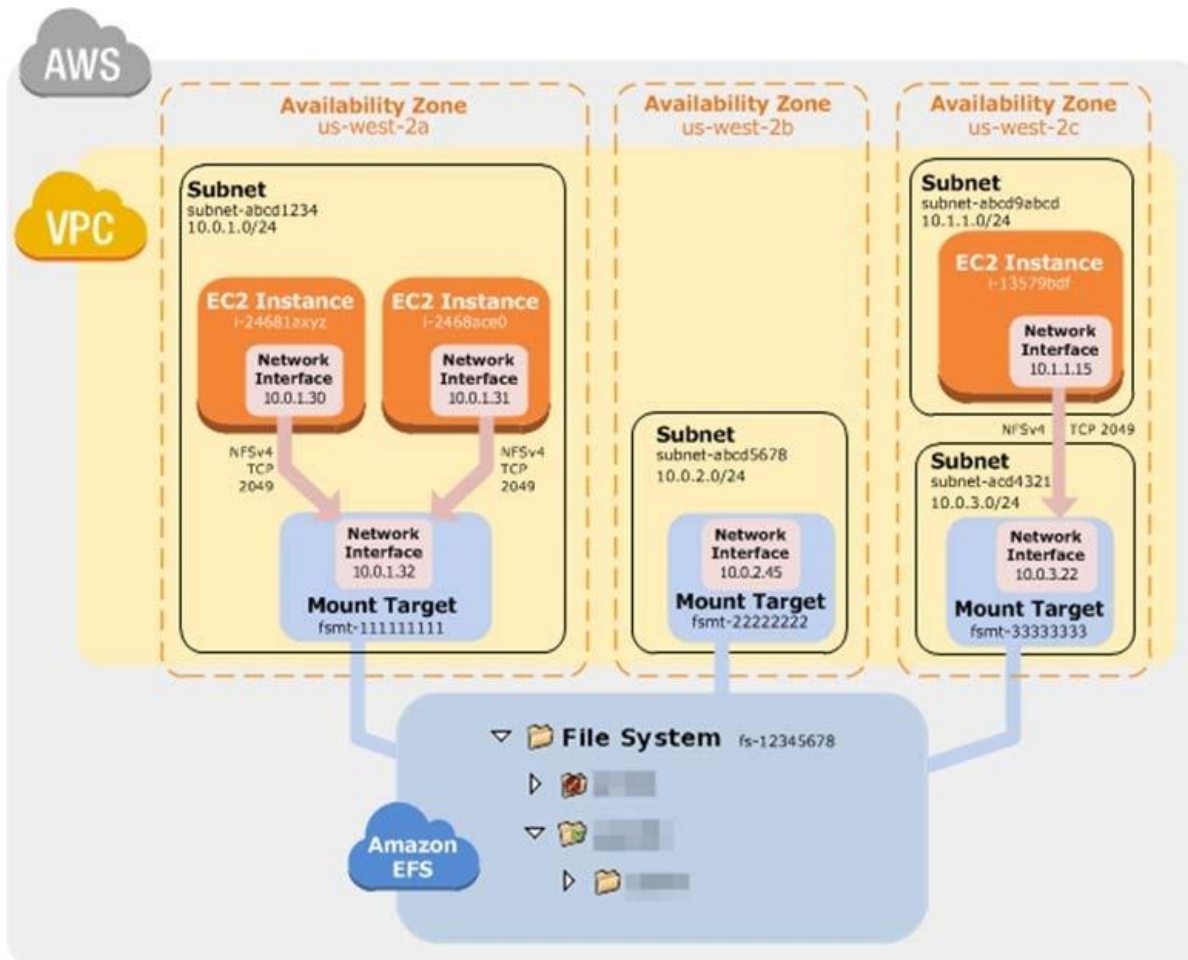 AWS
Availability Zone
us-west-2a
Availability Zone
us-west-2b
Availability Zone
us-west-2c
VPC
Subnet
subnet-abcd1234
10.0.1.0/24
EC2 Instance
i-24681axyz
Network
Interface
10.0.1.30
EC2 Instance
i-2468ace0
Network
Interface
10.0.1.31
NFSv4
TCP
2049
NFSv4
TCP
2049
Network
Interface
10.0.1.32
Mount Target
fsmt-111111111
Subnet
subnet-abcd5678
10.0.2.0/24
Network
Interface
10.0.2.45
Mount Target
fsmt-22222222
Subnet
subnet-abcd9abcd
10.1.1.0/24
EC2 Instance
i-13579bdf
Network
Interface
10.1.1.15
NFSv4 TCP 2049
Subnet
subnet-acd4321
10.0.3.0/24
Network
Interface
10.0.3.22
Mount Target
fsmt-33333333
File System fs-12345678
Amazon
EFS